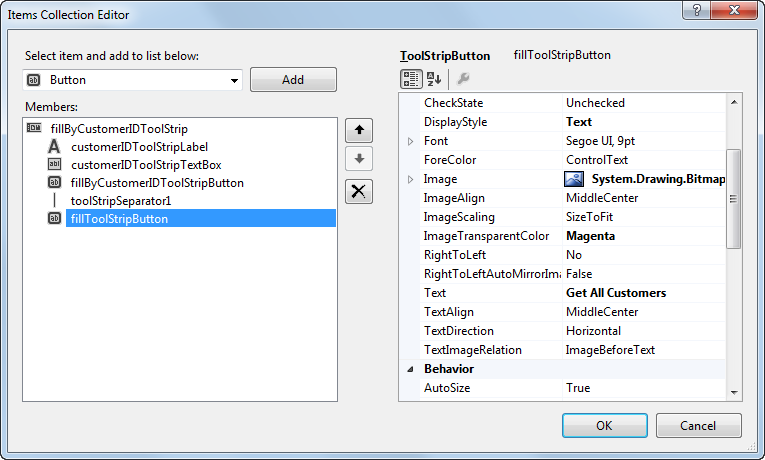 Items Collection Editor
Select item and add to list below:
Button
Add
Members:
fillByCustomerIDToolStrip
customerIDToolStripLabel
customerIDToolStripTextBox
fillByCustomerIDToolStripButton
toolStripSeparator1
fillToolStripButton
ToolStripButton fillToolStripButton
CheckState Unchecked
DisplayStyle Text
Font Segoe UI, 9pt
ForeColor ControlText
Image System.Drawing.Bitmap
ImageAlign MiddleCenter
ImageScaling SizeToFit
ImageTransparentColor Magenta
RightToLeft No
RightToLeftAutoMirrorIma False
Text Get All Customers
TextAlign MiddleCenter
TextDirection Horizontal
TextImageRelation ImageBeforeText
Behavior
AutoSize True
OK Cancel